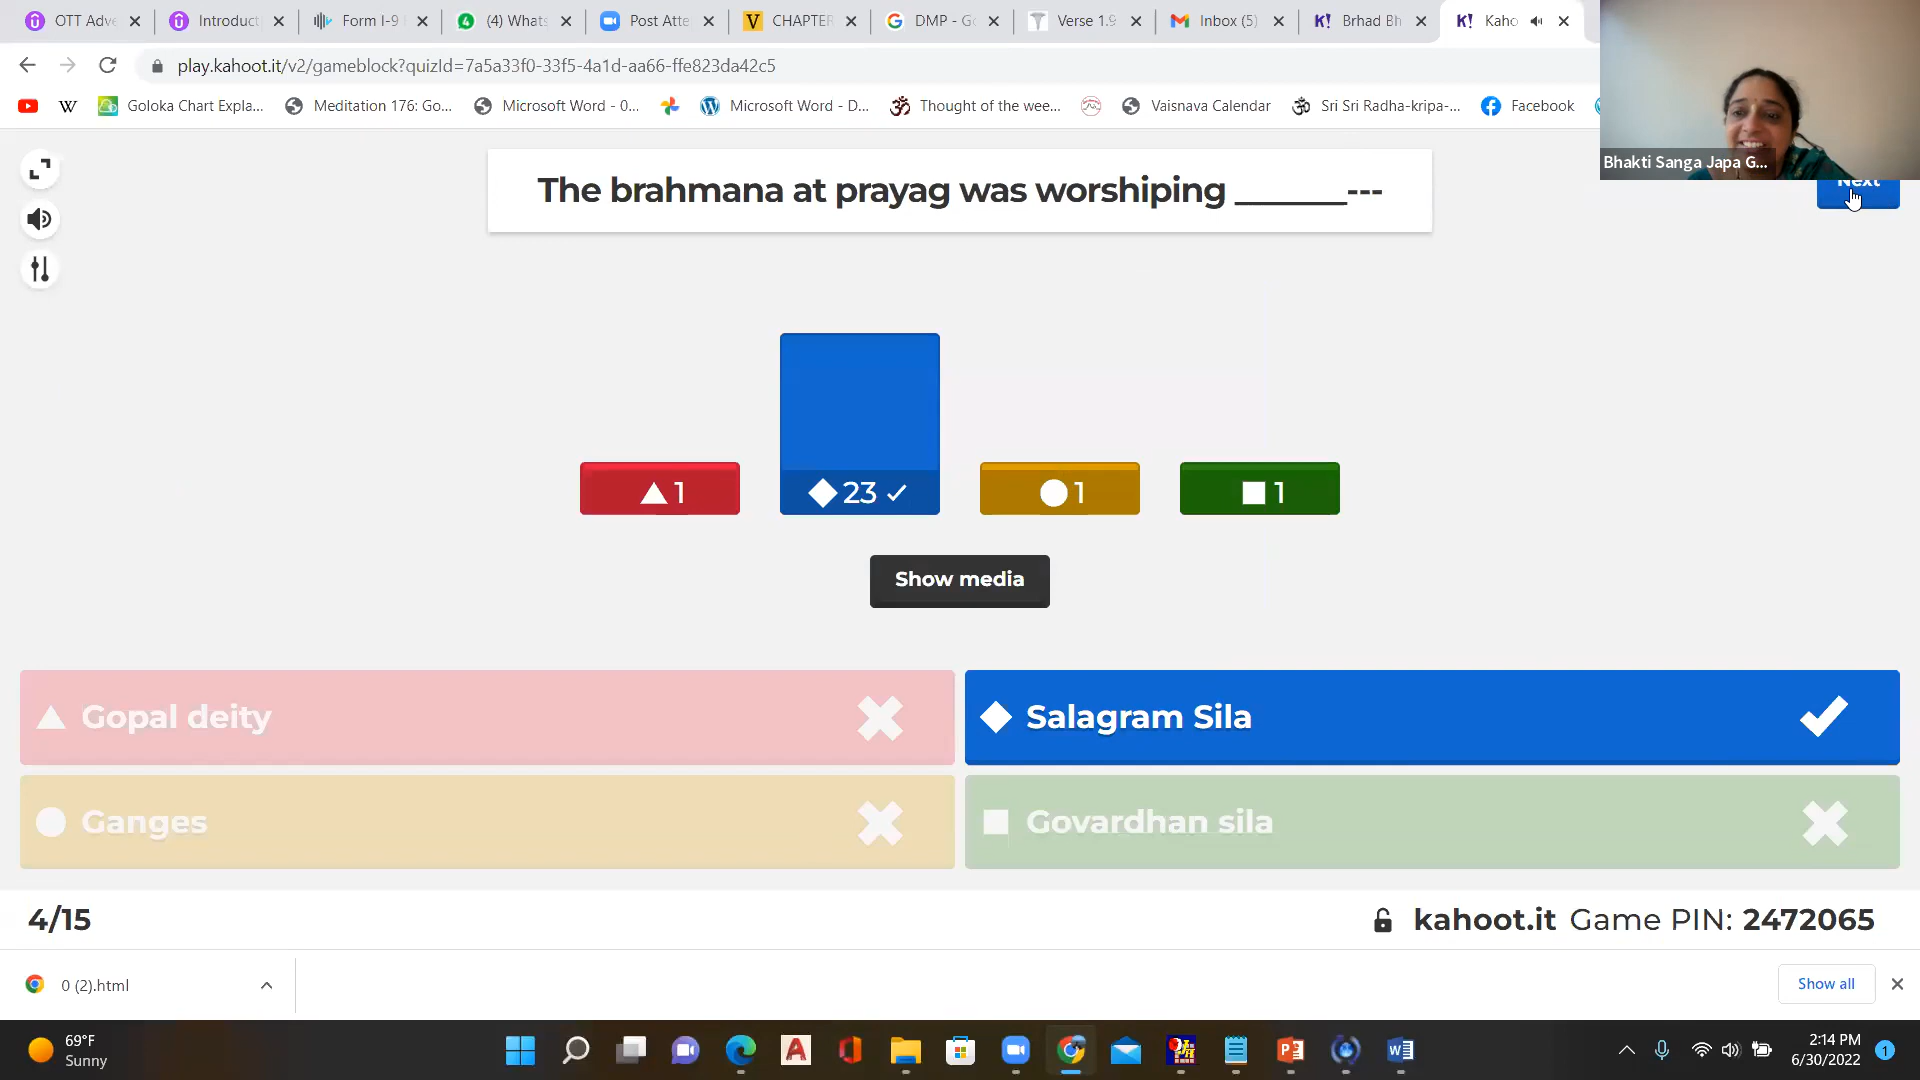 OTT Adve
Introduct
Form I-9
(4) Whats
Post Atte
CHAPTER
DMP - Go
Verse 1.9
Inbox (5)
Brhad Bh
Kaho
play.kahoot.it/v2/gameblock?quizId=7a5a33f0-33f5-4a1d-aa66-ffe823da42c5
Goloka Chart Expla...
Meditation 176: Go...
Microsoft Word - 0...
Microsoft Word - D...
Thought of the wee...
Vaisnava Calendar
Sri Sri Radha-kripa-...
Facebook
Bhakti Sanga Japa G...
Next
The brahmana at prayag was worshiping _______---
1
23
1
1
Show media
Gopal deity
Salagram Sila
Ganges
Govardhan sila
4/15
kahoot.it Game PIN: 2472065
0 (2).html
Show all
69°F
Sunny
2:14 PM
6/30/2022
1